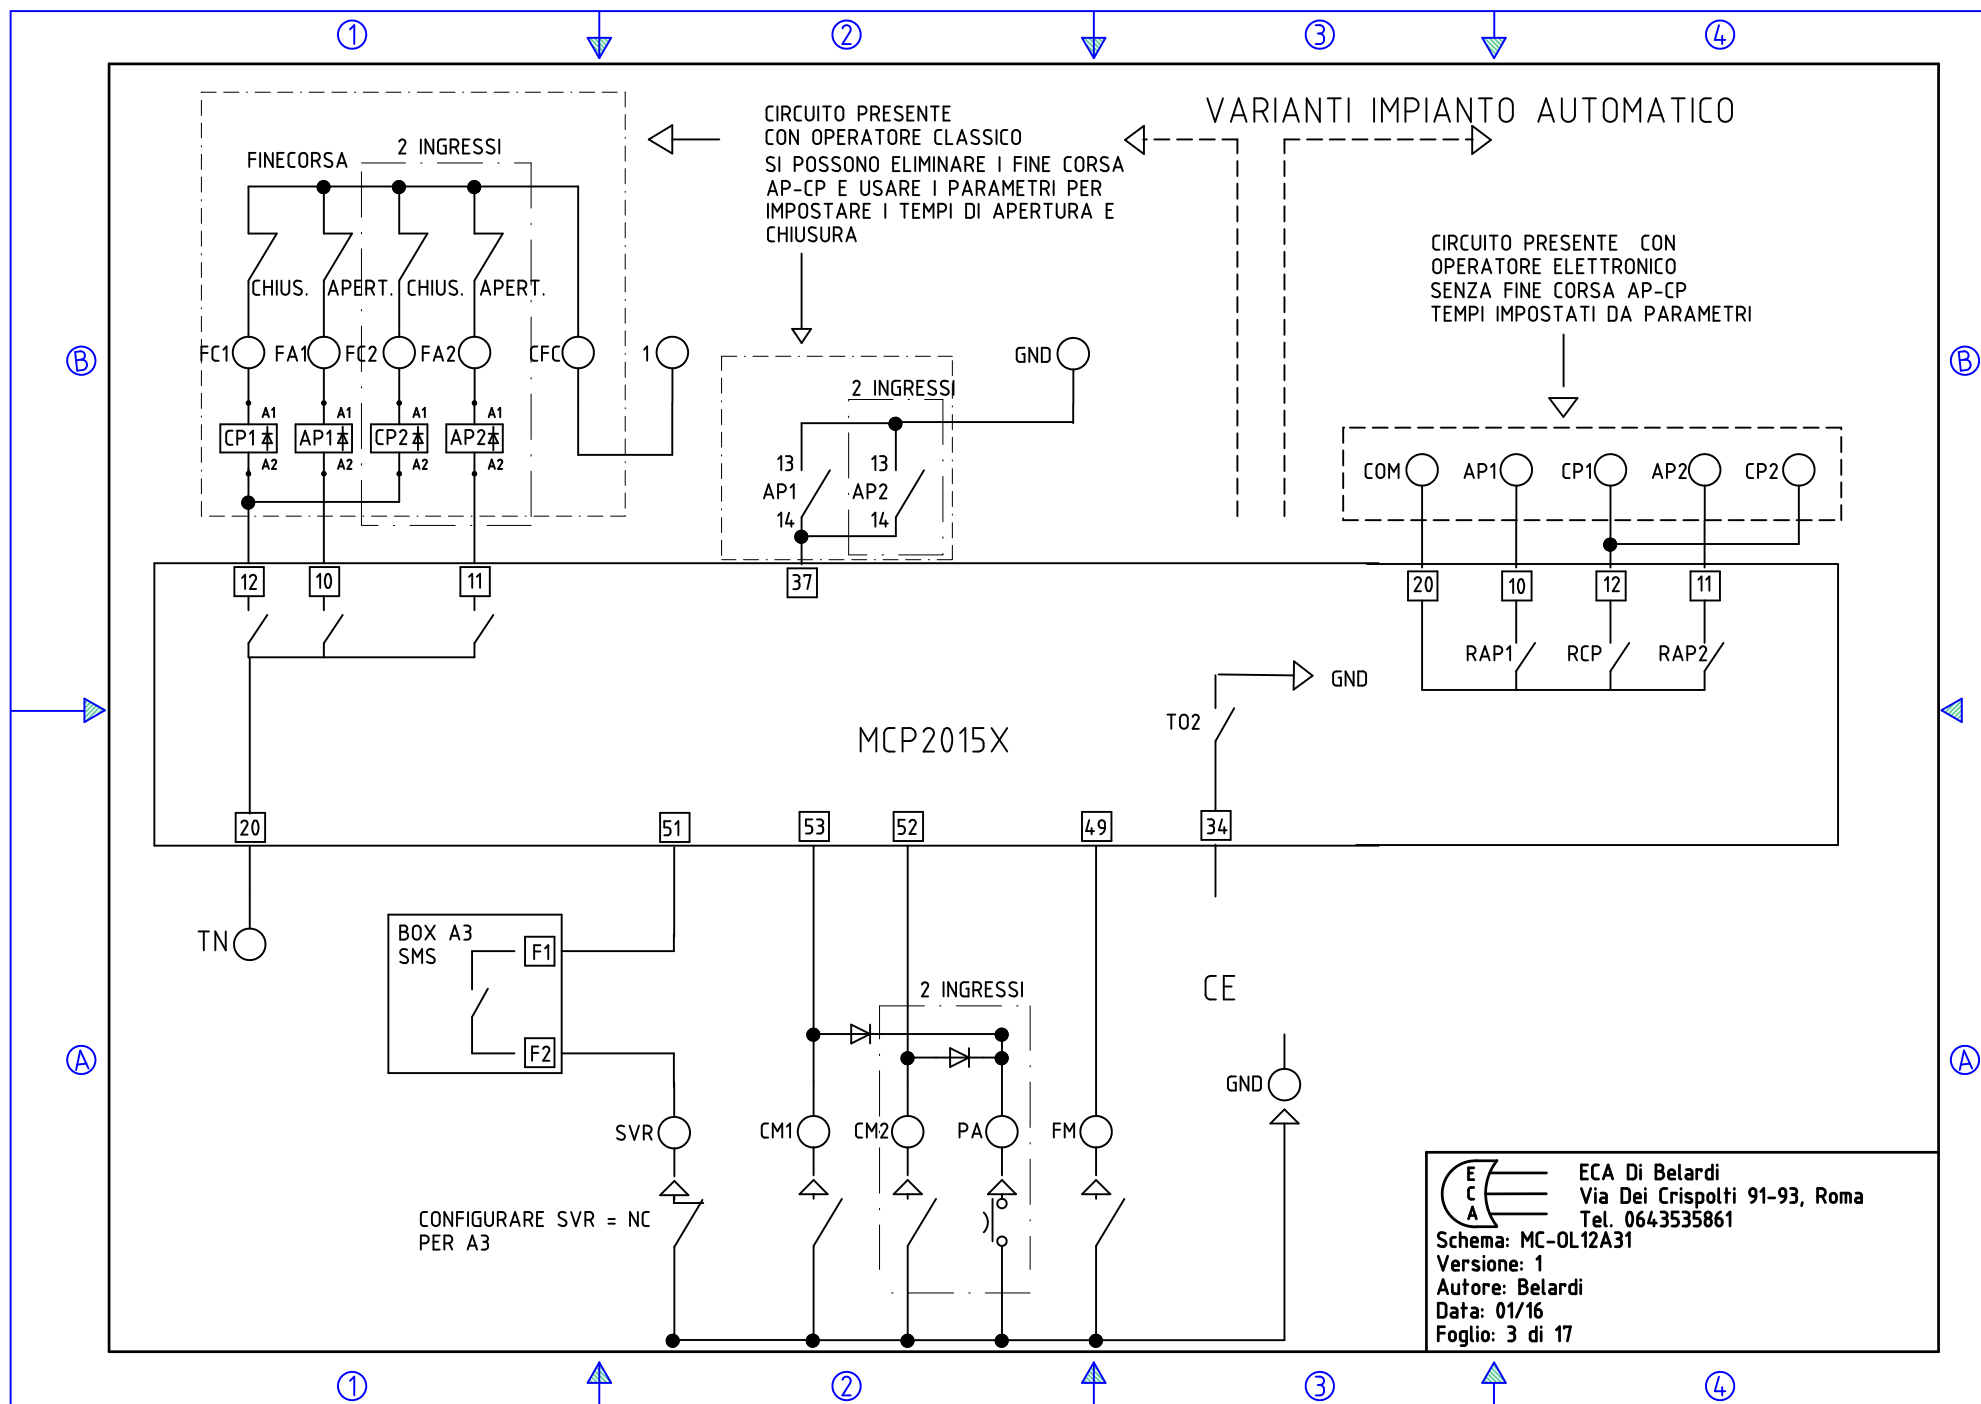 1 2 3 4
VARIANTI IMPIANTO AUTOMATICO
CIRCUITO PRESENTE
CON OPERATORE CLASSICO
SI POSSONO ELIMINARE I FINE CORSA
AP-CP E USARE I PARAMETRI PER
IMPOSTARE I TEMPI DI APERTURA E
CHIUSURA
FINECORSA
2 INGRESSI
CHIUS. APERT. CHIUS. APERT.
CIRCUITO PRESENTE CON
OPERATORE ELETTRONICO
SENZA FINE CORSA AP-CP
TEMPI IMPOSTATI DA PARAMETRI
B
FC1 FA1 FC2 FA2 CFC 1
GND
B
A1 A1 A1 A1
CP1 AP1 CP2 AP2
A2 A2 A2 A2
2 INGRESSI
13 13
AP1 AP2
14 14
COM AP1 CP1 AP2 CP2
12 10 11 37 20 10 12 11
RAP1 RCP RAP2
GND
TO2
MCP2015X
20 51 53 52 49 34
TN
BOX A3
SMS
F1
F2
2 INGRESSI
CE
A
A
GND
SVR CM1 CM2 PA FM
CONFIGURARE SVR = NC
PER A3
E
C
A
ECA Di Belardi
Via Dei Crispolti 91-93, Roma
Tel. 0643535861
Schema: MC-OL12A31
Versione: 1
Autore: Belardi
Data: 01/16
Foglio: 3 di 17
1 2 3 4